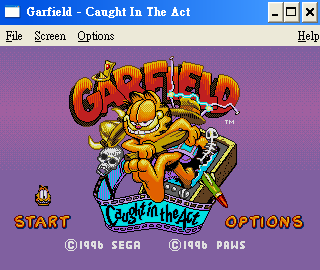 Garfield - Caught In The Act
File Screen Options Help
GARFIELD
TM
Caught in the Act
START OPTIONS
©1996 SEGA ©1996 PAWS